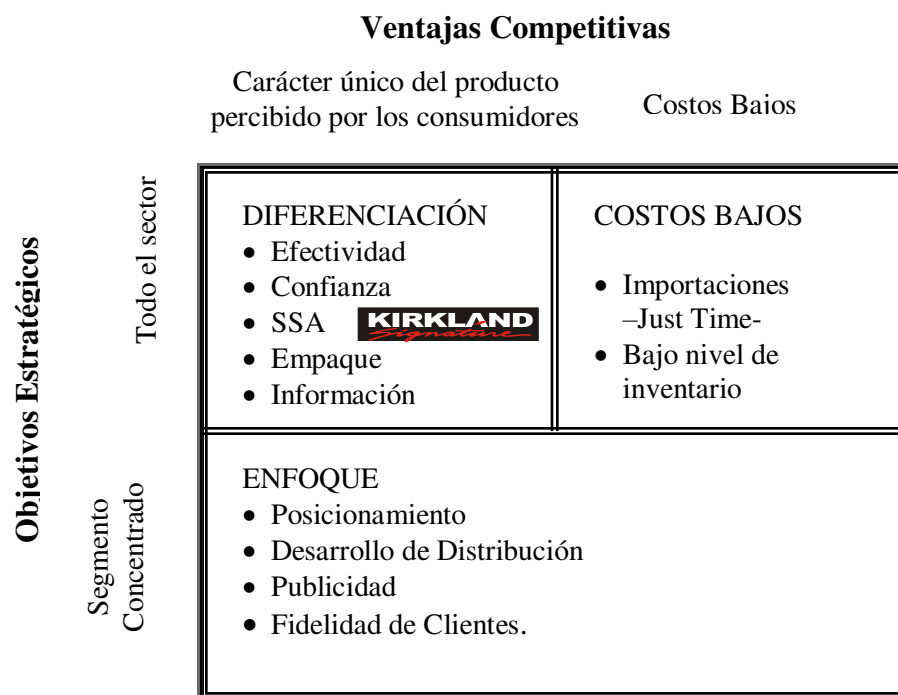 Ventajas Competitivas
Carácter único del producto
percibido por los consumidores
Costos Baios
Objetivos Estratégicos
Todo el sector
DIFERENCIACIÓN
• Efectividad
• Confianza
• SSA
KIRKLAND
Signature
• Empaque
• Información
COSTOS BAJOS
• Importaciones
–Just Time-
• Bajo nivel de
inventario
Segmento
Concentrado
ENFOQUE
• Posicionamiento
• Desarrollo de Distribución
• Publicidad
• Fidelidad de Clientes.